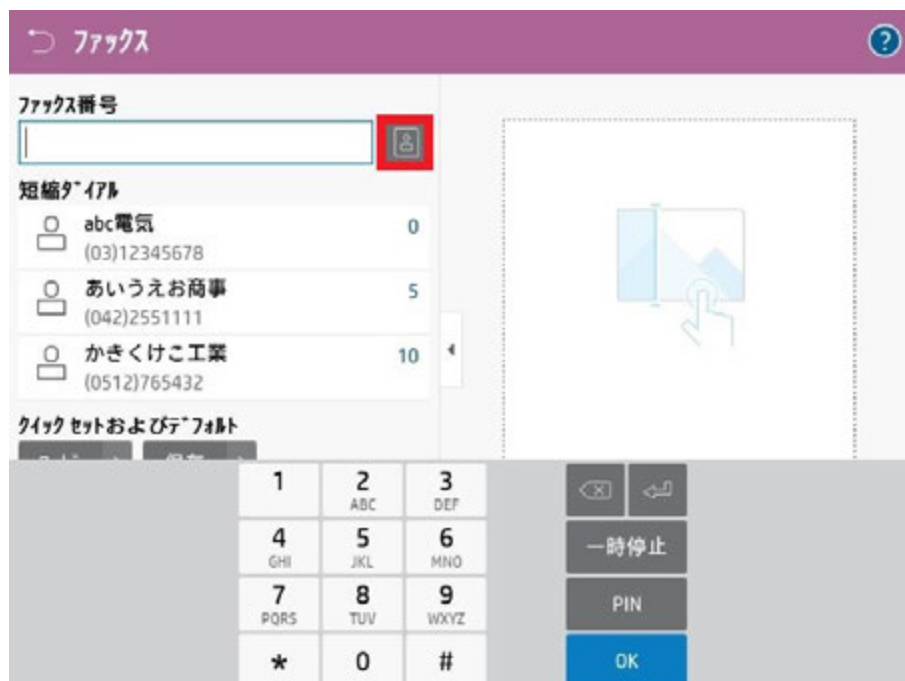 ファックス
?
ファックス番号
短縮ダイアル
abc電気 0
(03)12345678
あいうえお商事 5
(042)2551111
かきくけこ工業 10
(0512)765432
クイックセットおよびデフォルト
1 2 3
ABC DEF
4 5 6 一時停止
GHI JKL MNO
7 8 9 PIN
PQRS TUV WXYZ
* 0 # OK